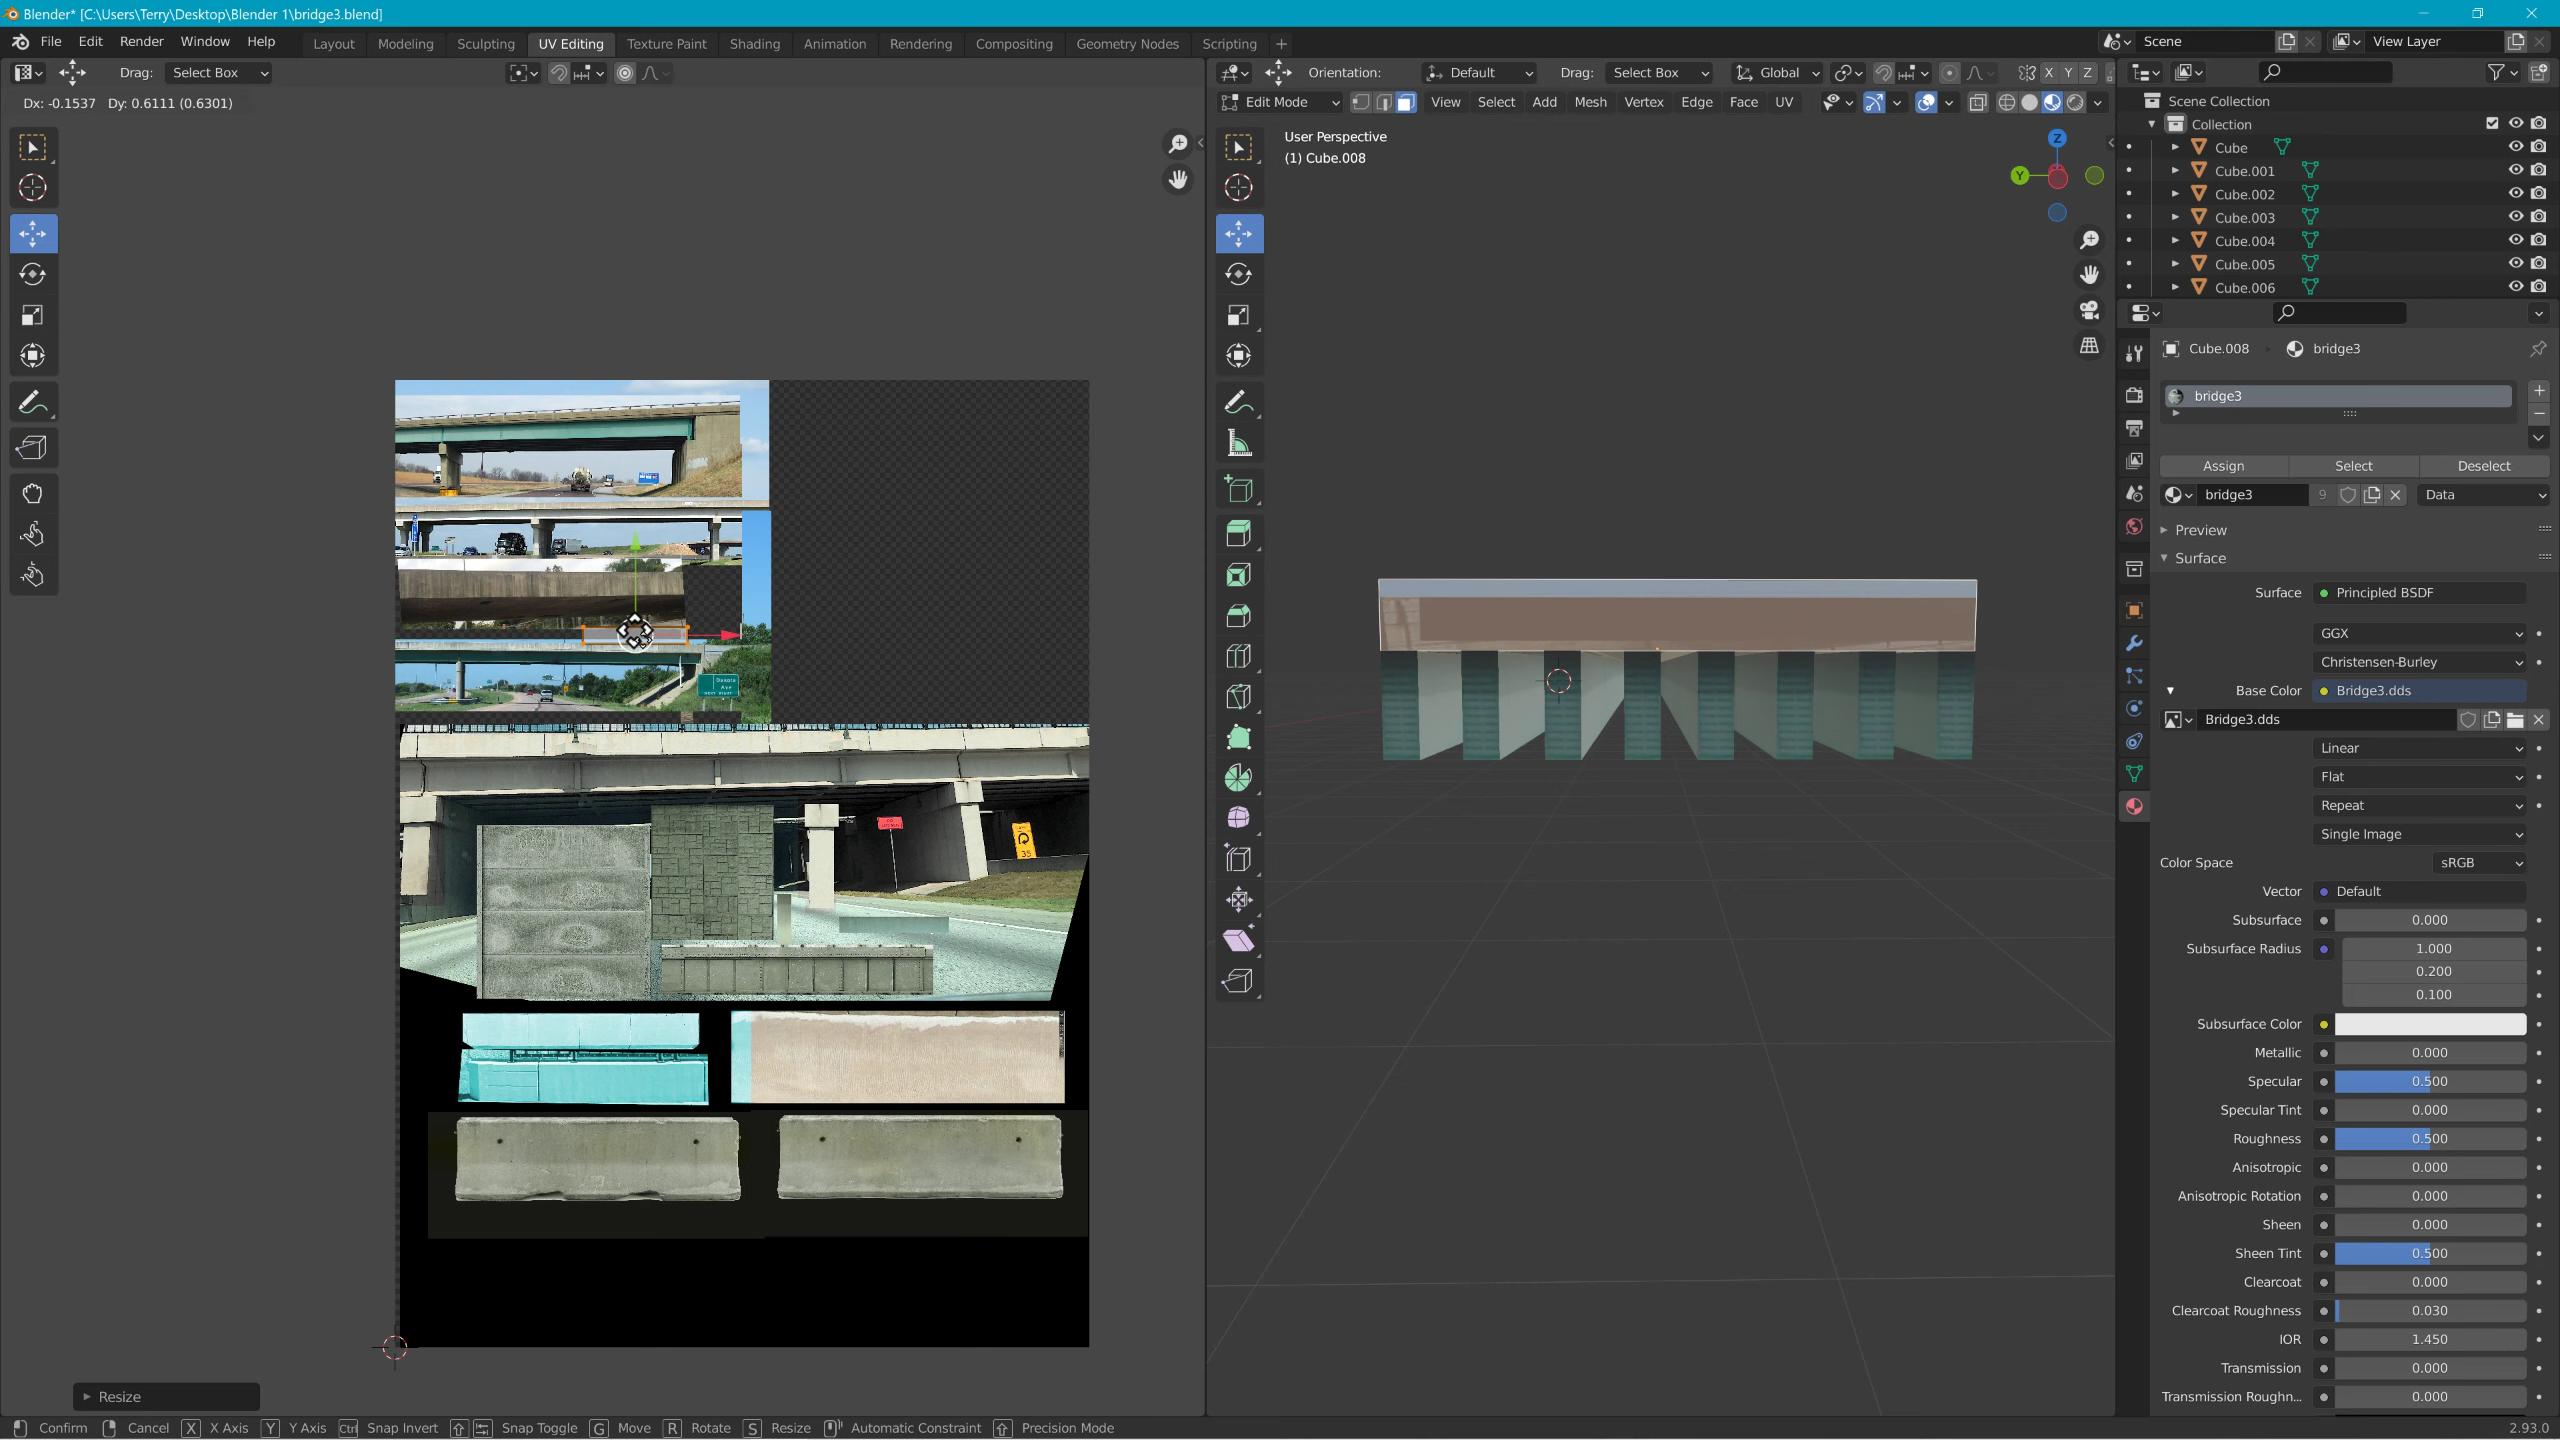 Blender* [C:\Users\Terry\Desktop\Blender 1\bridge3.blend]
File Edit Render Window Help Layout Modeling Sculpting UV Editing Texture Paint Shading Animation Rendering Compositing Geometry Nodes Scripting + Scene View Layer
Drag: Select Box
Dx: -0.1537 Dy: 0.6111 (0.6301)
Orientation: Default Drag: Select Box Global X Y Z
Edit Mode View Select Add Mesh Vertex Edge Face UV
User Perspective
(1) Cube.008
Z
Y
Scene Collection
Collection
Cube
Cube.001
Cube.002
Cube.003
Cube.004
Cube.005
Cube.006
Cube.008 bridge3
bridge3
Assign Select Deselect
bridge3 9 Data
Preview
Surface
Surface: Principled BSDF
GGX
Christensen-Burley
Base Color Bridge3.dds
Bridge3.dds
Linear
Flat
Repeat
Single Image
Color Space sRGB
Vector Default
Subsurface 0.000
Subsurface Radius 1.000
0.200
0.100
Subsurface Color
Metallic 0.000
Specular 0.500
Specular Tint 0.000
Roughness 0.500
Anisotropic 0.000
Anisotropic Rotation 0.000
Sheen 0.000
Sheen Tint 0.500
Clearcoat 0.000
Clearcoat Roughness 0.030
IOR 1.450
Transmission 0.000
Transmission Roughn... 0.000
Dakota
Ave
35
Resize
Confirm Cancel X X Axis Y Y Axis Ctrl Snap Invert Snap Toggle G Move R Rotate S Resize Automatic Constraint Precision Mode
2.93.0